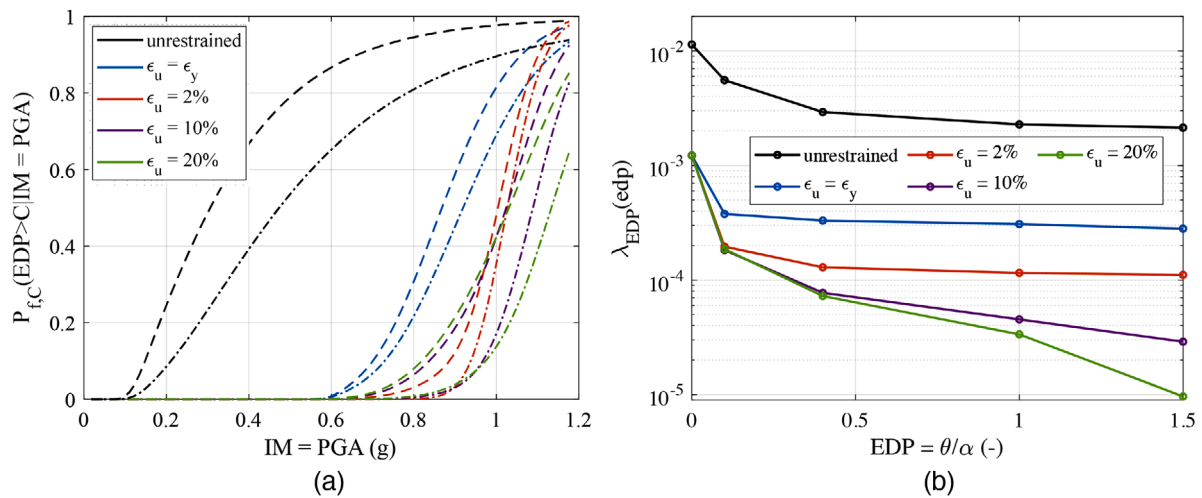 P_f,C(EDP>C|IM = PGA)
1
0.8
0.6
0.4
0.2
0
0
0.2
0.4
0.6
0.8
1
1.2
IM = PGA (g)
unrestrained
ϵ_u = ϵ_y
ϵ_u = 2%
ϵ_u = 10%
ϵ_u = 20%
(a)
λ_EDP(edp)
10^-2
10^-3
10^-4
10^-5
0
0.5
1
1.5
EDP = θ/α (-)
unrestrained
ϵ_u = ϵ_y
ϵ_u = 2%
ϵ_u = 10%
ϵ_u = 20%
(b)